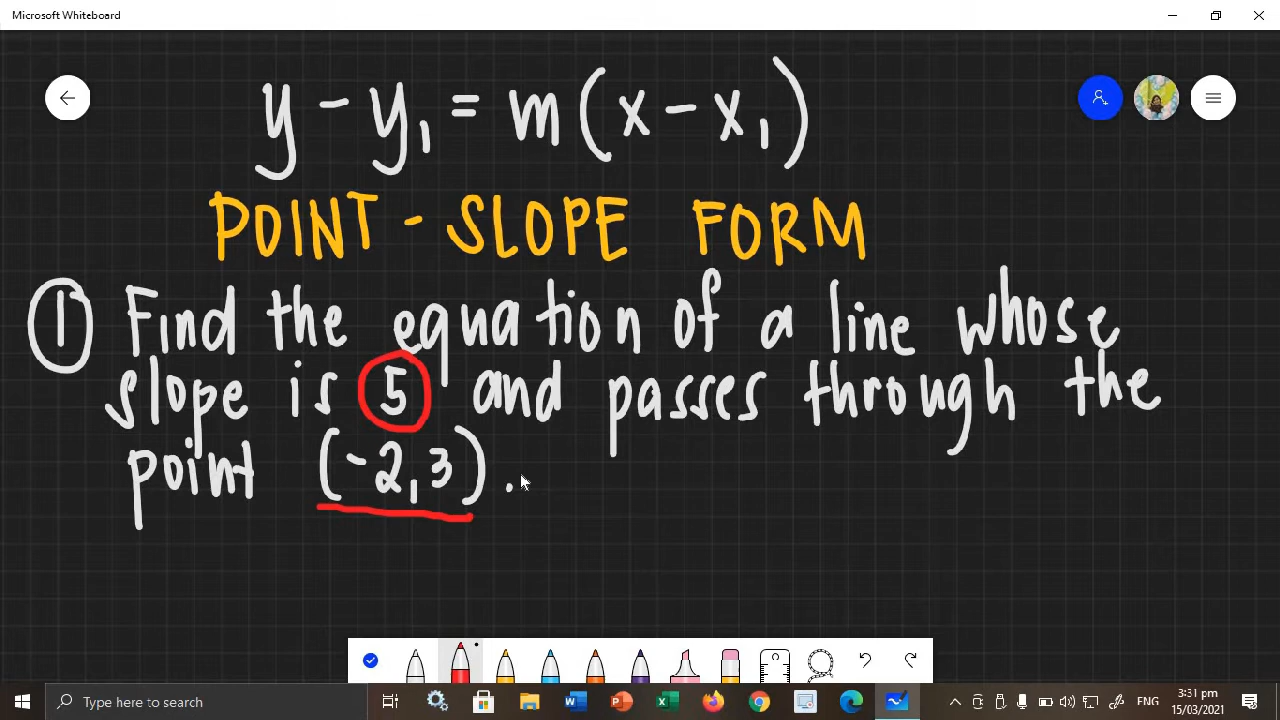 Microsoft Whiteboard
y - y₁ = m(x - x₁)
POINT - SLOPE FORM
① Find the equation of a line whose
slope is 5 and passes through the
point (-2,3).
Type here to search
ENG
3:31 pm
15/03/2021